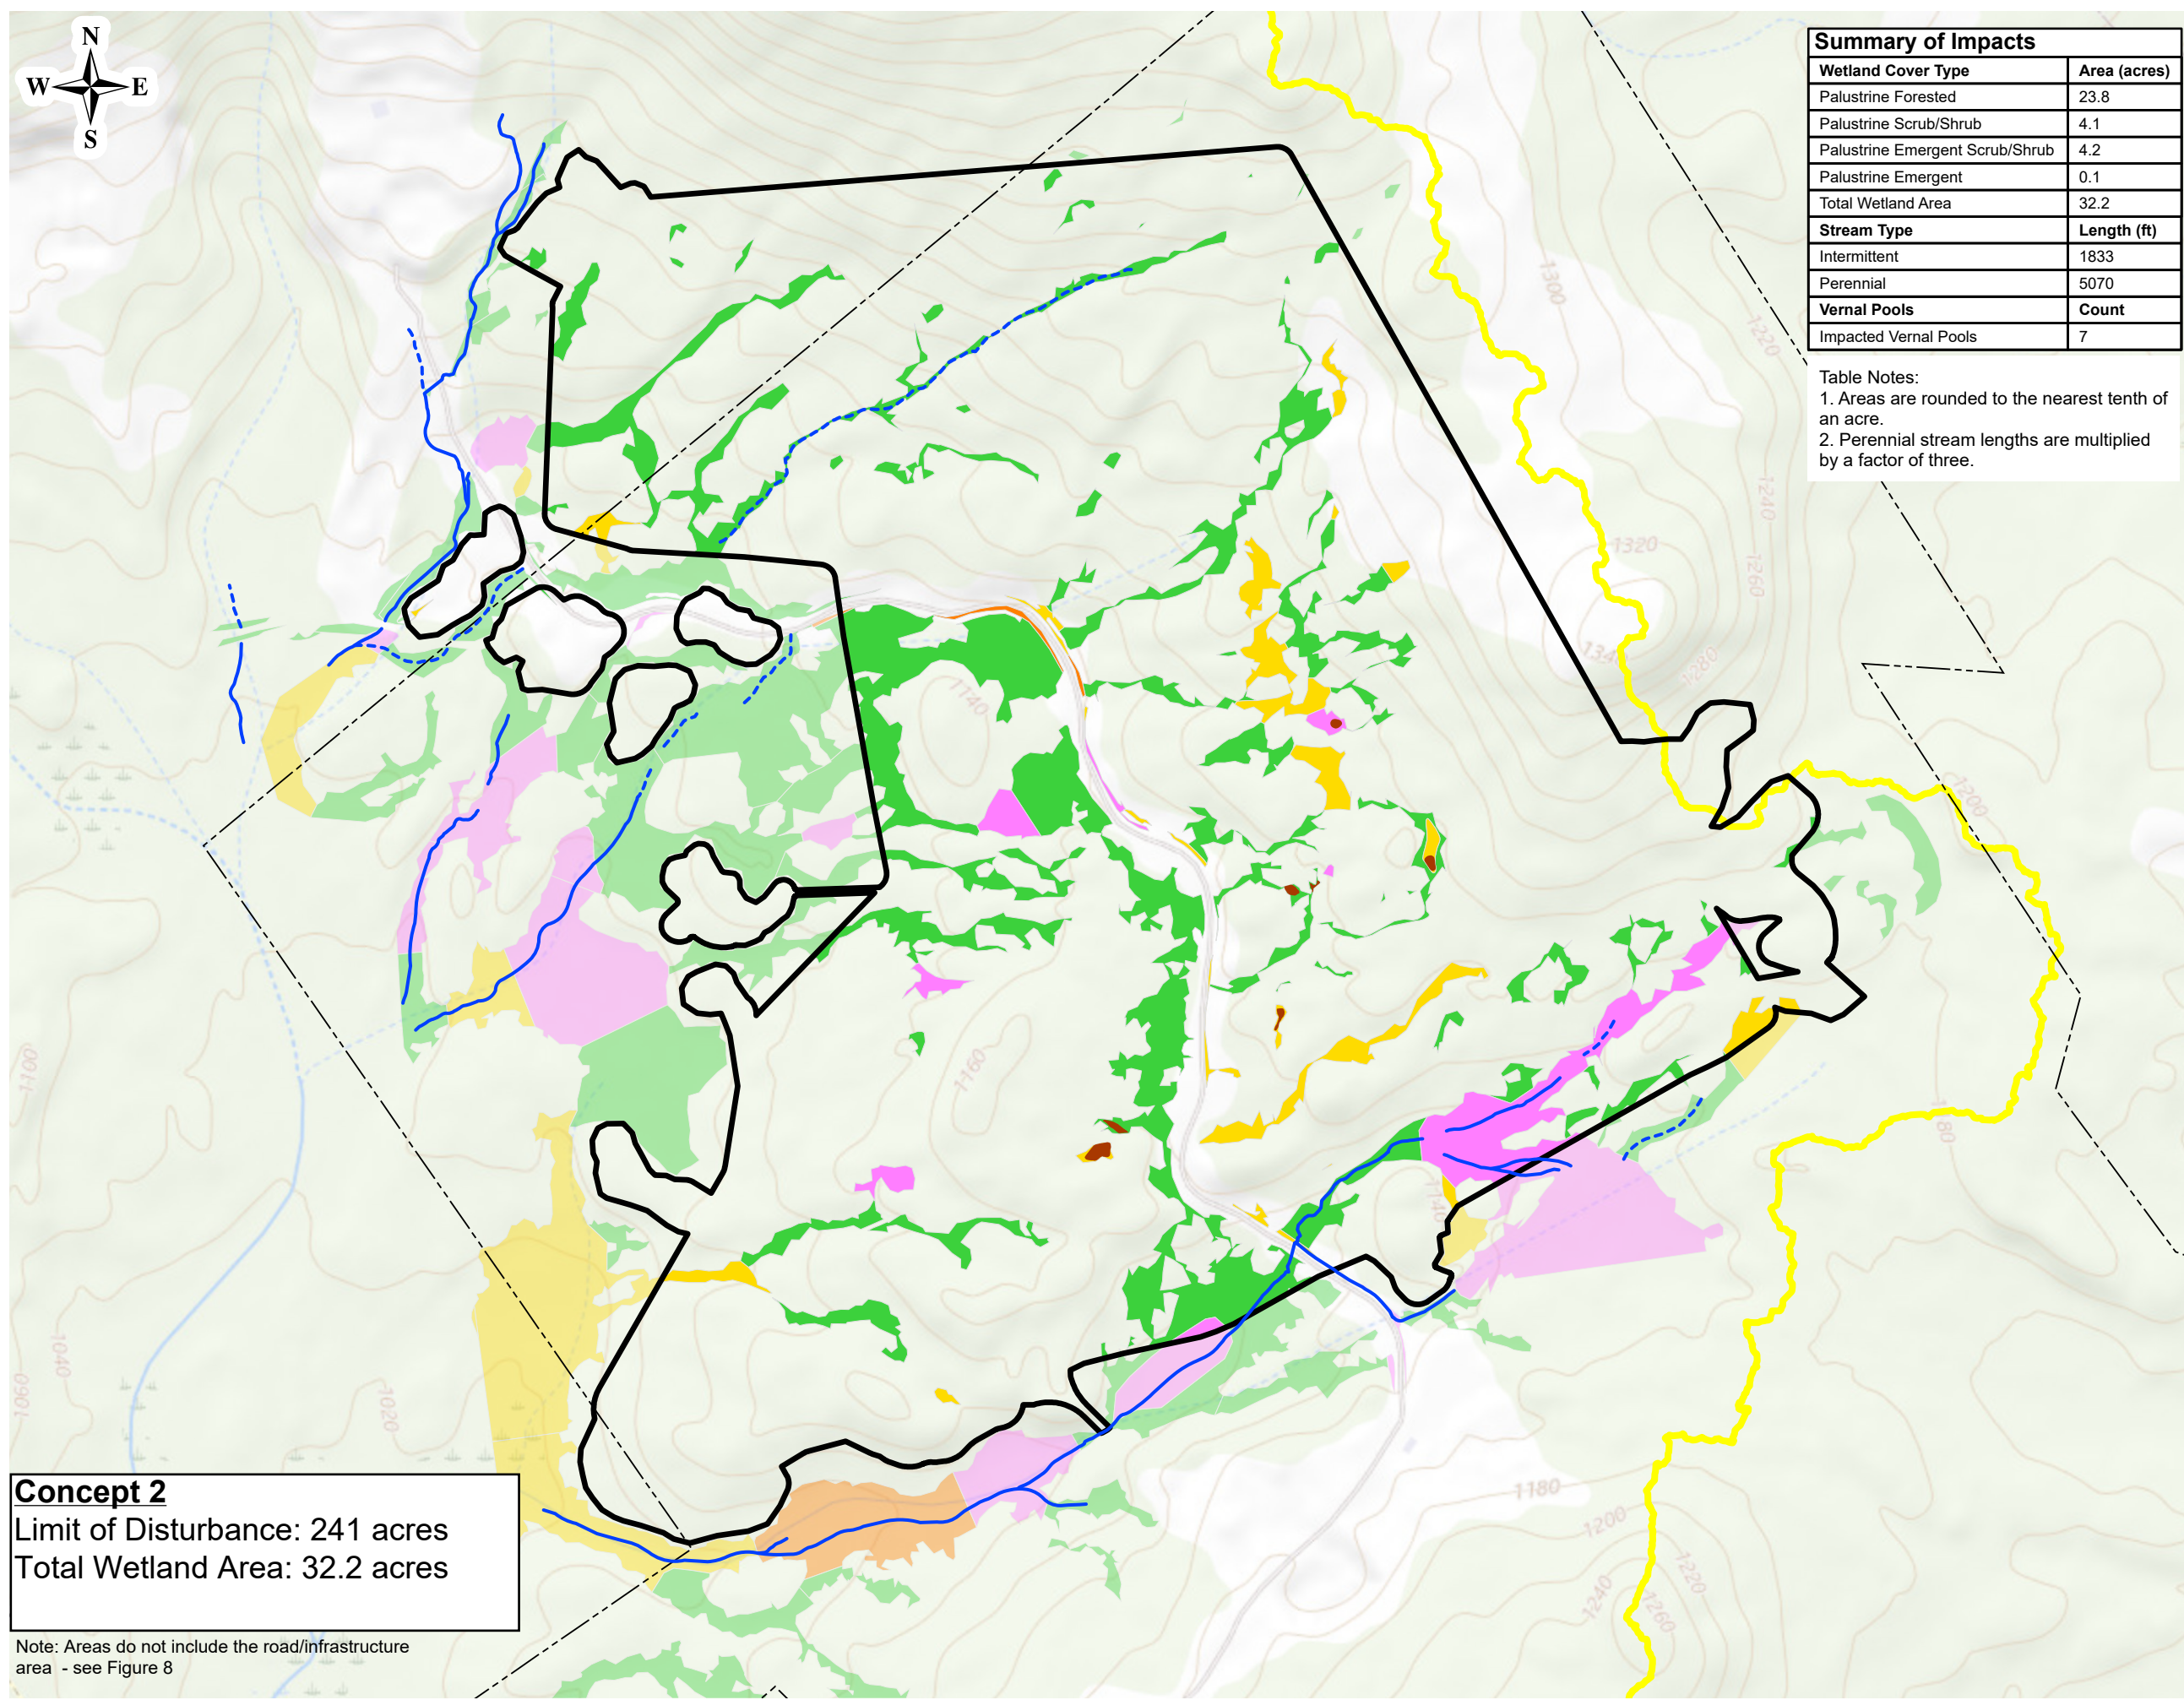 N
W E
S
Summary of Impacts
Wetland Cover Type Area (acres)
Palustrine Forested 23.8
Palustrine Scrub/Shrub 4.1
Palustrine Emergent Scrub/Shrub 4.2
Palustrine Emergent 0.1
Total Wetland Area 32.2
Stream Type Length (ft)
Intermittent 1833
Perennial 5070
Vernal Pools Count
Impacted Vernal Pools 7
Table Notes:
1. Areas are rounded to the nearest tenth of
an acre.
2. Perennial stream lengths are multiplied
by a factor of three.
1300
1220
1240
1320
1260
1280
1140
1200
1160
1100
1180
1140
1040
1060
1020
1180
1200
1220
1240
1260
Concept 2
Limit of Disturbance: 241 acres
Total Wetland Area: 32.2 acres
Note: Areas do not include the road/infrastructure
area - see Figure 8